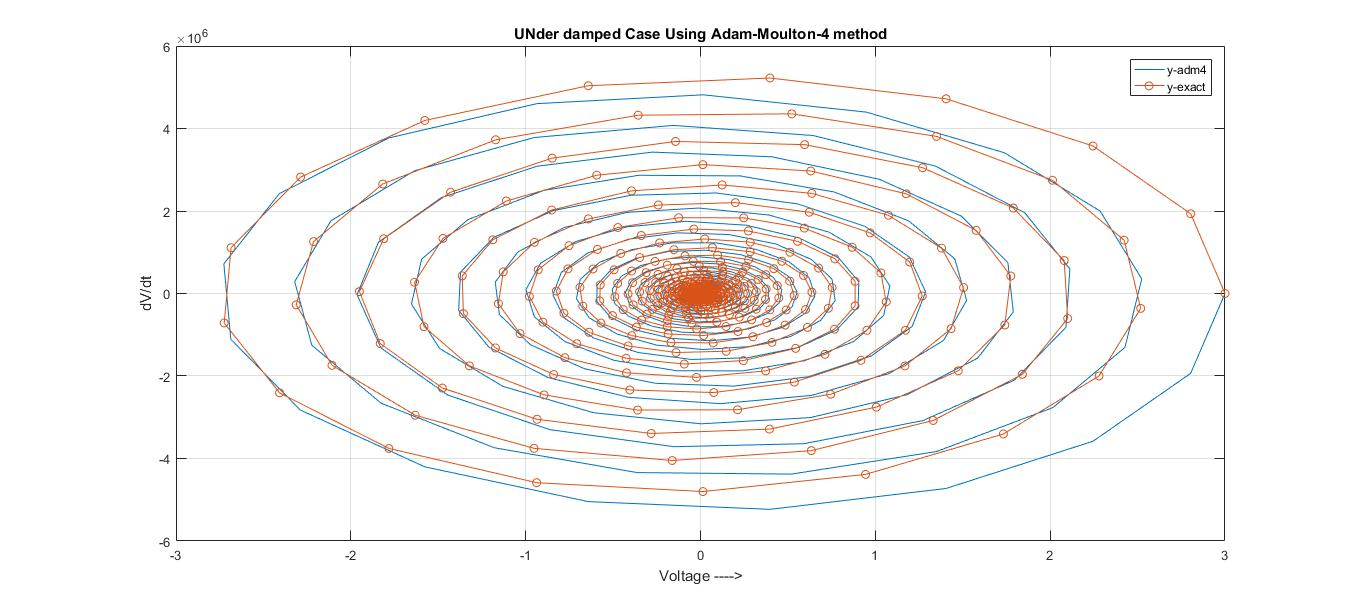 UNder damped Case Using Adam-Moulton-4 method
×10^6
y-adm4
y-exact
6
4
2
0
-2
-4
-6
dV/dt
-3 -2 -1 0 1 2 3
Voltage ---->